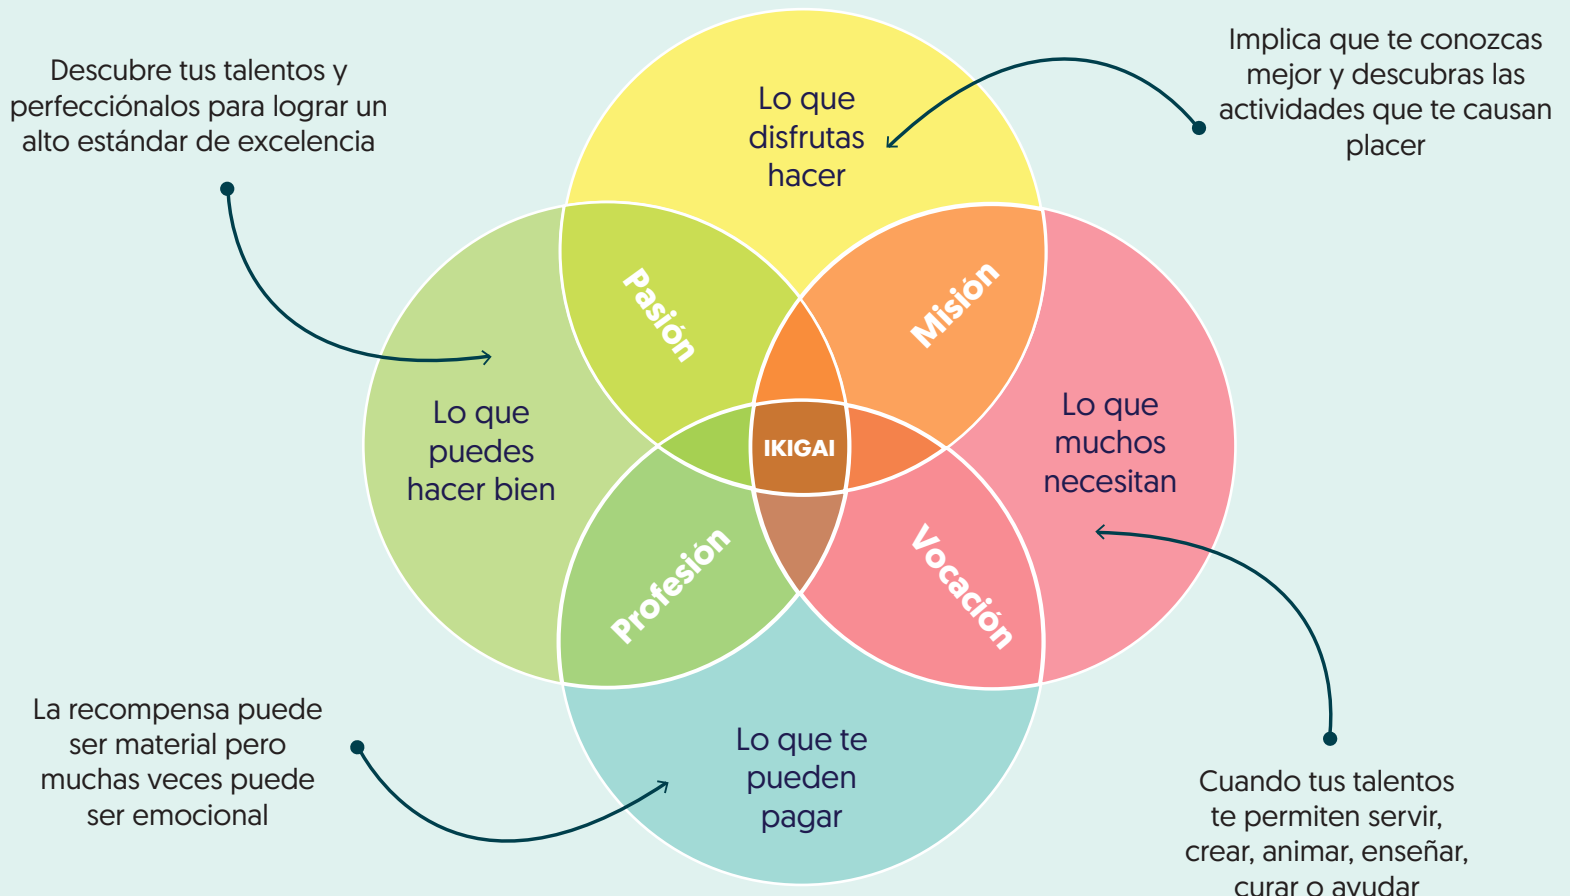 Descubre tus talentos y
perfecciónalos para lograr un
alto estándar de excelencia
Lo que
disfrutas
hacer
Implica que te conozcas
mejor y descubras las
actividades que te causan
placer
Pasión
Misión
Lo que
puedes
hacer bien
IKIGAI
Lo que
muchos
necesitan
Profesión
Vocación
La recompensa puede
ser material pero
muchas veces puede
ser emocional
Lo que te
pueden
pagar
Cuando tus talentos
te permiten servir,
crear, animar, enseñar,
curar o ayudar